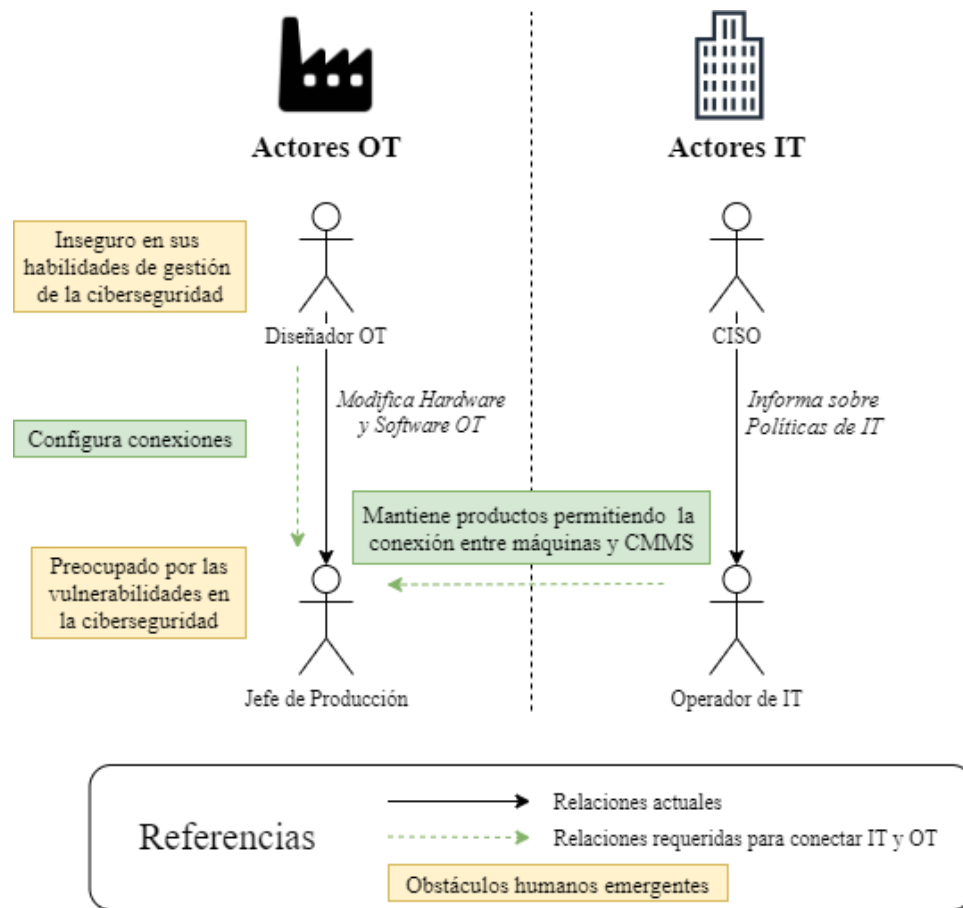 Actores OT
Actores IT
Inseguro en sus
habilidades de gestión
de la ciberseguridad
Diseñador OT
CISO
Modifica Hardware
y Software OT
Informa sobre
Políticas de IT
Configura conexiones
Mantiene productos permitiendo la
conexión entre máquinas y CMMS
Preocupado por las
vulnerabilidades en
la ciberseguridad
Jefe de Producción
Operador de IT
Referencias
Relaciones actuales
Relaciones requeridas para conectar IT y OT
Obstáculos humanos emergentes